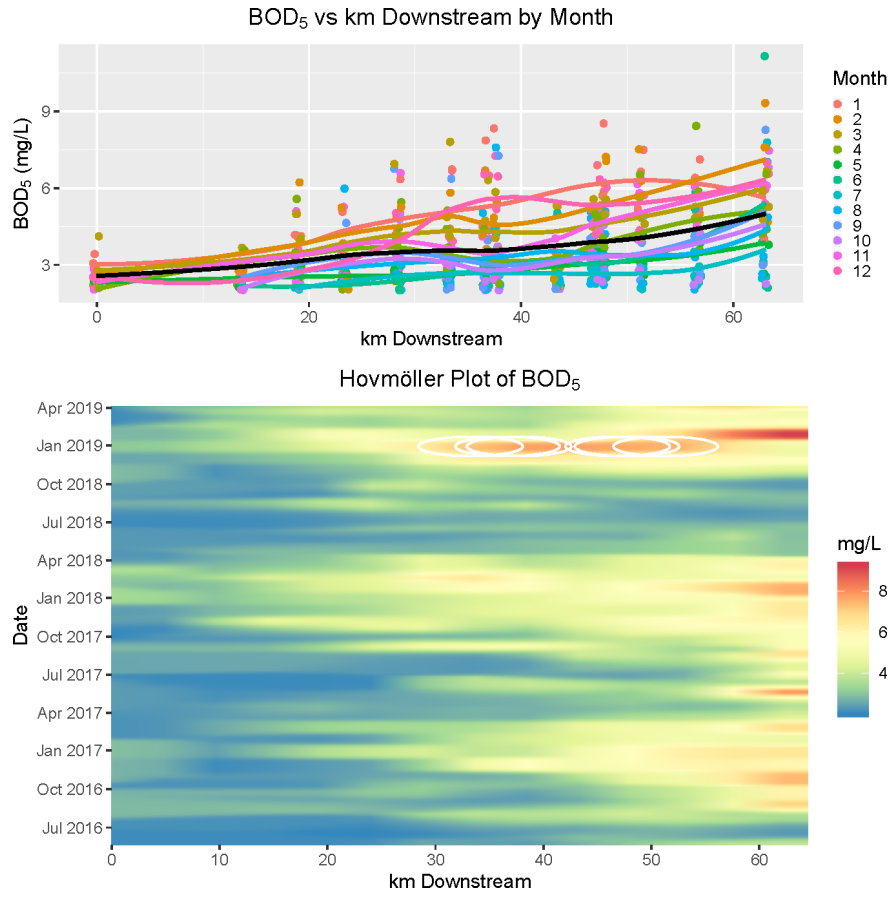 BOD₅ vs km Downstream by Month
BOD₅ (mg/L)
9
6
3
0
20
40
60
km Downstream
Month
1
2
3
4
5
6
7
8
9
10
11
12
Hovmöller Plot of BOD₅
Date
Apr 2019
Jan 2019
Oct 2018
Jul 2018
Apr 2018
Jan 2018
Oct 2017
Jul 2017
Apr 2017
Jan 2017
Oct 2016
Jul 2016
0
10
20
30
40
50
60
km Downstream
mg/L
8
6
4